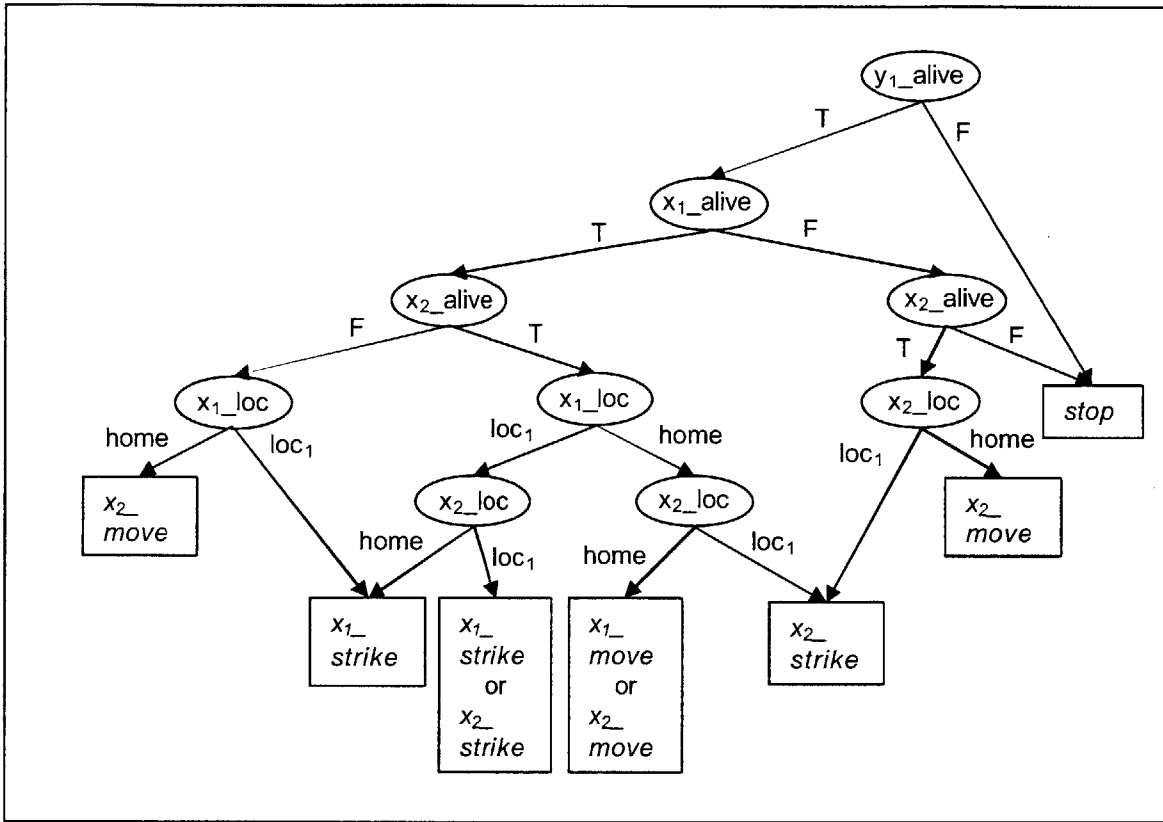 y₁_alive
T
F
x₁_alive
T
F
x₂_alive
x₂_alive
F
T
T
F
x₁_loc
x₁_loc
x₂_loc
stop
home
loc₁
loc₁
home
loc₁
home
x₂_
move
x₂_loc
x₂_loc
x₂_
move
home
loc₁
home
loc₁
x₁_
strike
x₁_
strike
or
x₂_
strike
x₁_
move
or
x₂_
move
x₂_
strike